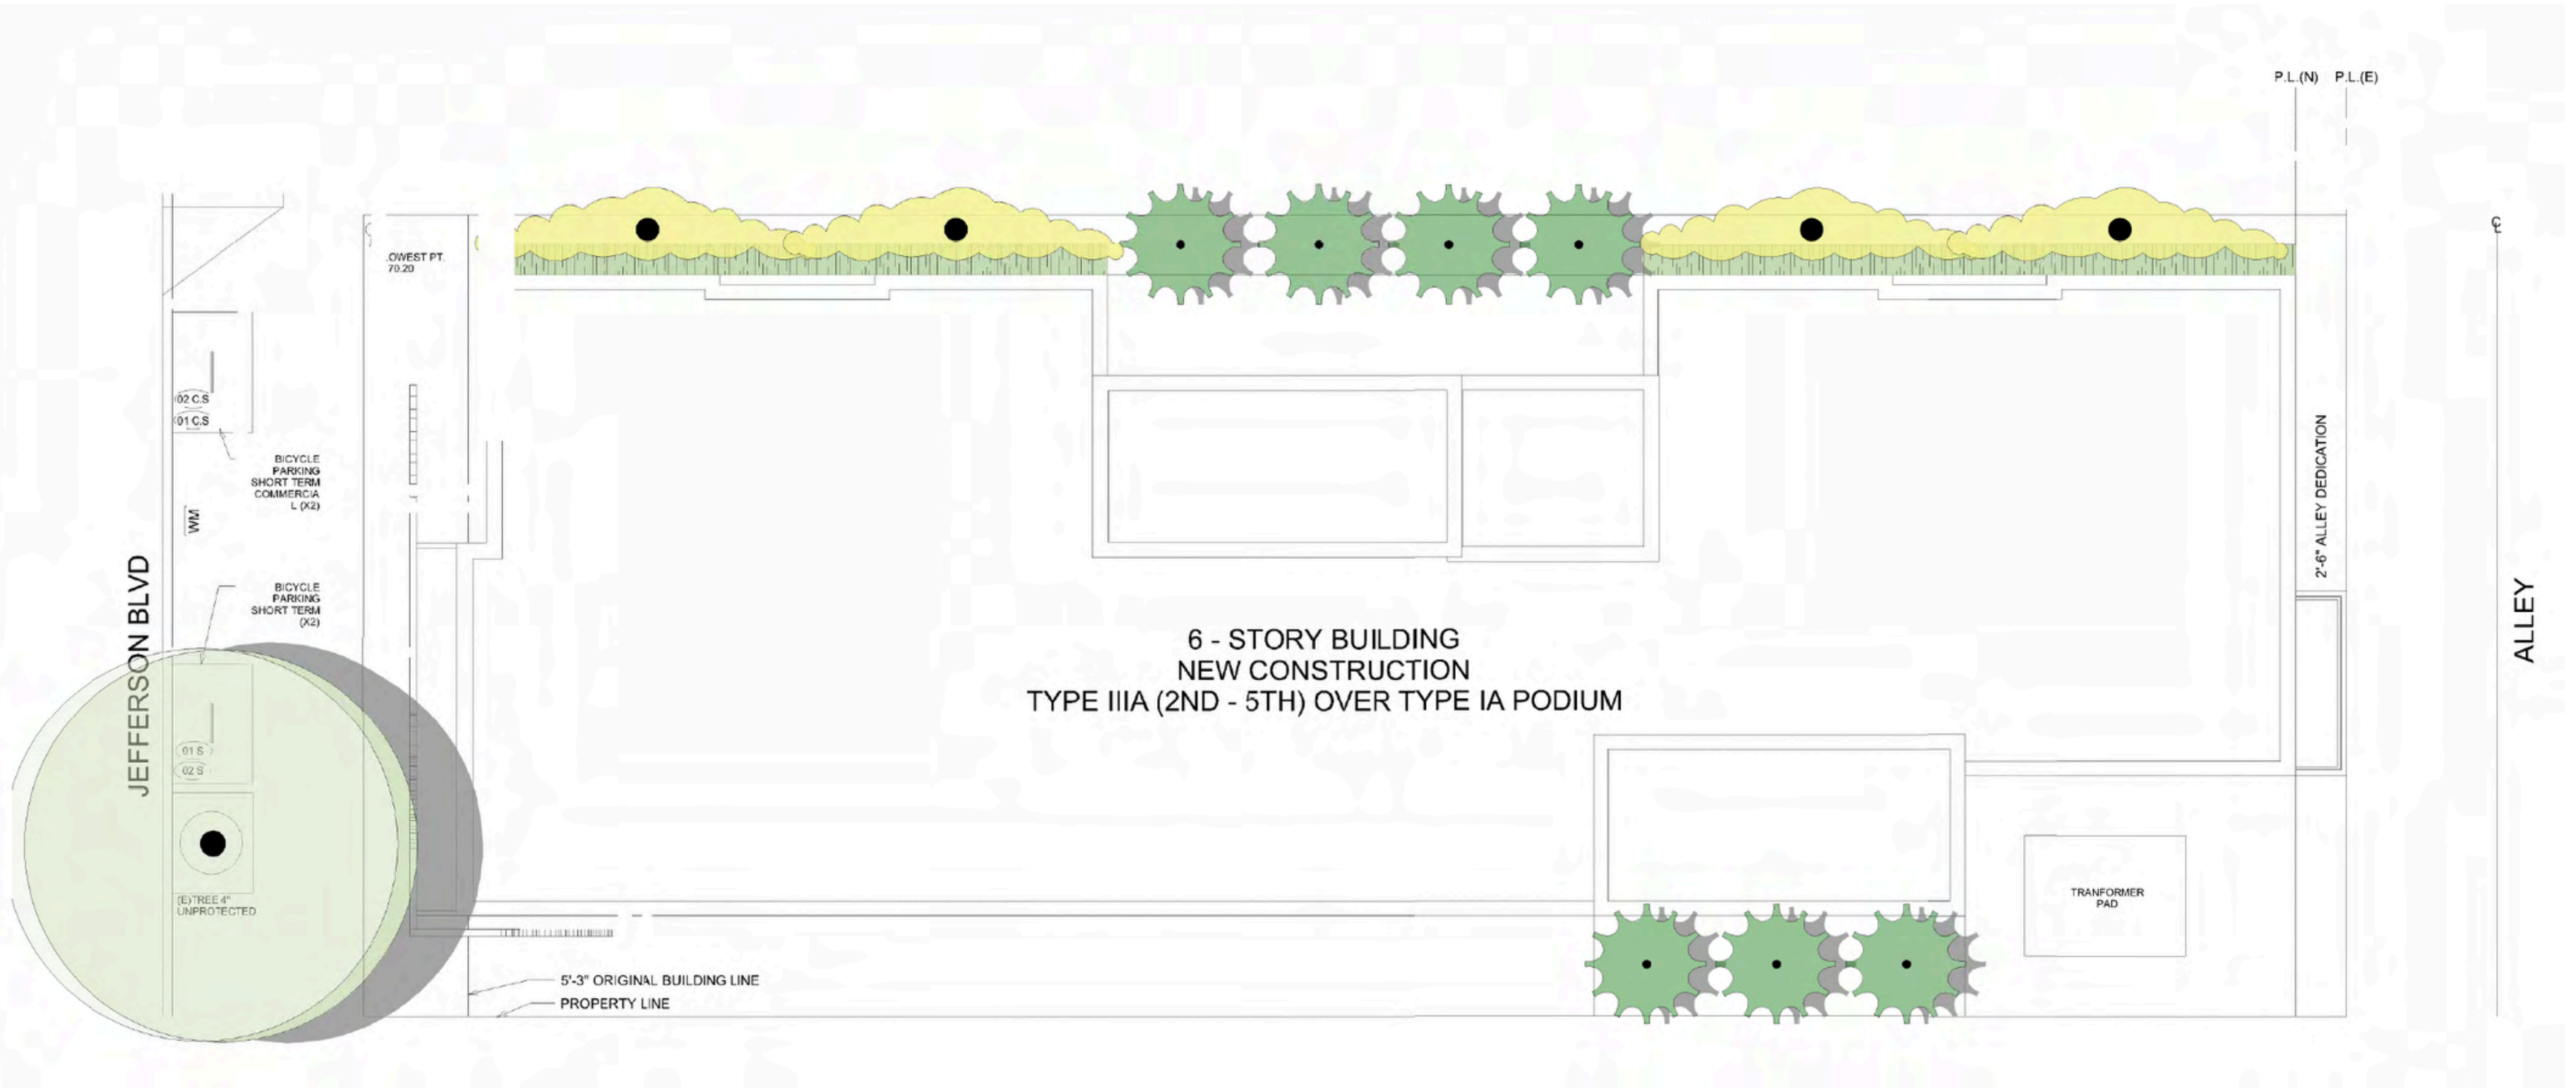 P.L.(N) P.L.(E)
OWEST PT.
70.20
02 C.S
01 C.S
BICYCLE
PARKING
SHORT TERM
COMMERCIA
L (X2)
WM
BICYCLE
PARKING
SHORT TERM
(X2)
JEFFERSON BLVD
01 S
02 S
(E)TREE 4"
UNPROTECTED
6 - STORY BUILDING
NEW CONSTRUCTION
TYPE IIIA (2ND - 5TH) OVER TYPE IA PODIUM
2'-6" ALLEY DEDICATION
ALLEY
TRANFORMER
PAD
5'-3" ORIGINAL BUILDING LINE
PROPERTY LINE